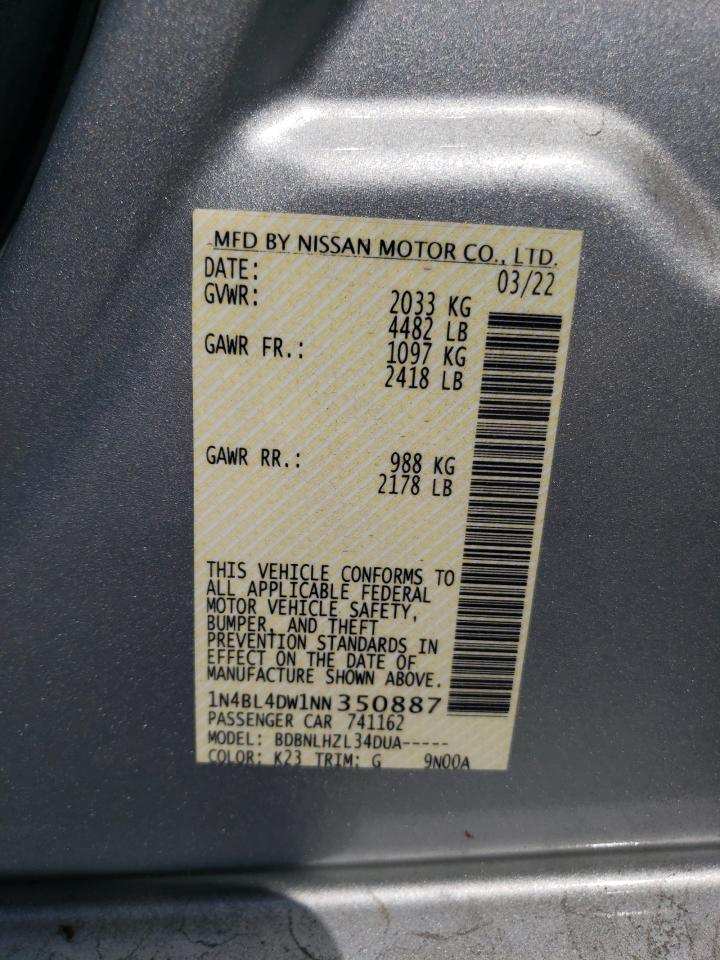 MFD BY NISSAN MOTOR CO., LTD.
DATE: 03/22
GVWR: 2033 KG
4482 LB
GAWR FR.: 1097 KG
2418 LB
GAWR RR.: 988 KG
2178 LB
THIS VEHICLE CONFORMS TO
ALL APPLICABLE FEDERAL
MOTOR VEHICLE SAFETY,
BUMPER, AND THEFT
PREVENTION STANDARDS IN
EFFECT ON THE DATE OF
MANUFACTURE SHOWN ABOVE.
1N4BL4DW1NN350887
PASSENGER CAR 741162
MODEL: BDBNLHZL34DUA-----
COLOR: K23 TRIM: G 9N00A